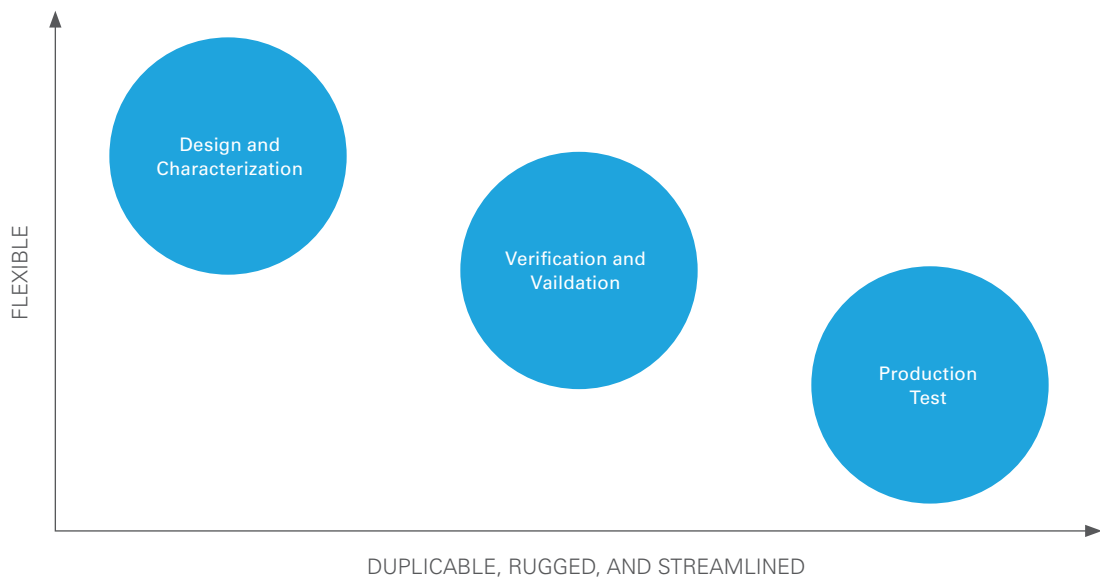 Design and
Characterization
Verification and
Vaildation
Production
Test
FLEXIBLE
DUPLICABLE, RUGGED, AND STREAMLINED